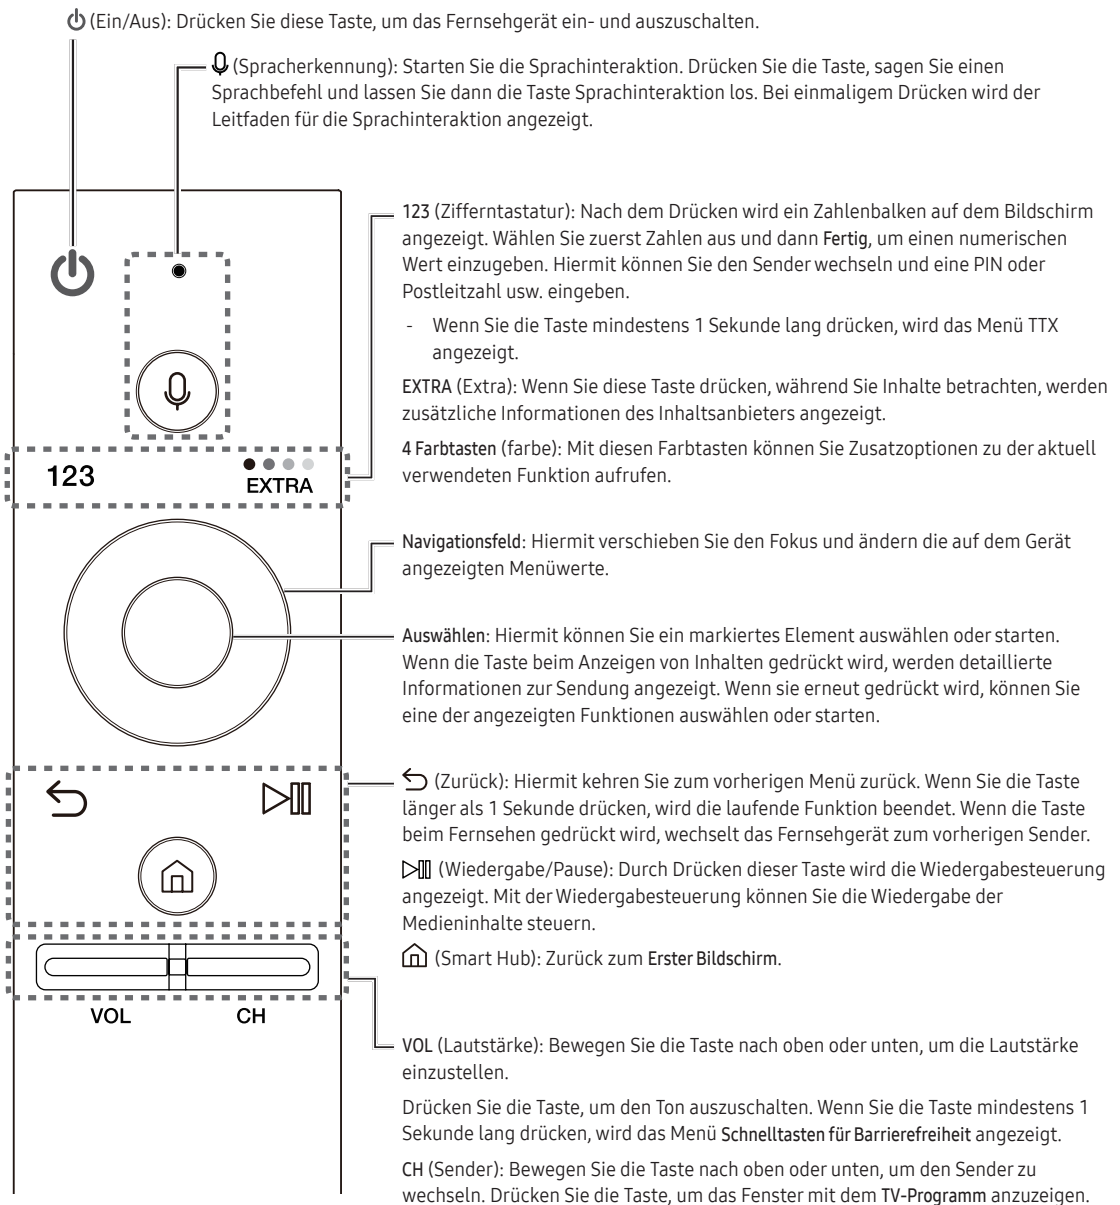 (Ein/Aus): Drücken Sie diese Taste, um das Fernsehgerät ein- und auszuschalten.
(Spracherkennung): Starten Sie die Sprachinteraktion. Drücken Sie die Taste, sagen Sie einen
Sprachbefehl und lassen Sie dann die Taste Sprachinteraktion los. Bei einmaligem Drücken wird der
Leitfaden für die Sprachinteraktion angezeigt.
123 (Zifferntastatur): Nach dem Drücken wird ein Zahlenbalken auf dem Bildschirm
angezeigt. Wählen Sie zuerst Zahlen aus und dann Fertig, um einen numerischen
Wert einzugeben. Hiermit können Sie den Sender wechseln und eine PIN oder
Postleitzahl usw. eingeben.
- Wenn Sie die Taste mindestens 1 Sekunde lang drücken, wird das Menü TTX
angezeigt.
EXTRA (Extra): Wenn Sie diese Taste drücken, während Sie Inhalte betrachten, werden
zusätzliche Informationen des Inhaltsanbieters angezeigt.
4 Farbtasten (farbe): Mit diesen Farbtasten können Sie Zusatzoptionen zu der aktuell
verwendeten Funktion aufrufen.
123
EXTRA
Navigationsfeld: Hiermit verschieben Sie den Fokus und ändern die auf dem Gerät
angezeigten Menüwerte.
Auswählen: Hiermit können Sie ein markiertes Element auswählen oder starten.
Wenn die Taste beim Anzeigen von Inhalten gedrückt wird, werden detaillierte
Informationen zur Sendung angezeigt. Wenn sie erneut gedrückt wird, können Sie
eine der angezeigten Funktionen auswählen oder starten.
(Zurück): Hiermit kehren Sie zum vorherigen Menü zurück. Wenn Sie die Taste
länger als 1 Sekunde drücken, wird die laufende Funktion beendet. Wenn die Taste
beim Fernsehen gedrückt wird, wechselt das Fernsehgerät zum vorherigen Sender.
(Wiedergabe/Pause): Durch Drücken dieser Taste wird die Wiedergabesteuerung
angezeigt. Mit der Wiedergabesteuerung können Sie die Wiedergabe der
Medieninhalte steuern.
(Smart Hub): Zurück zum Erster Bildschirm.
VOL
CH
VOL (Lautstärke): Bewegen Sie die Taste nach oben oder unten, um die Lautstärke
einzustellen.
Drücken Sie die Taste, um den Ton auszuschalten. Wenn Sie die Taste mindestens 1
Sekunde lang drücken, wird das Menü Schnelltasten für Barrierefreiheit angezeigt.
CH (Sender): Bewegen Sie die Taste nach oben oder unten, um den Sender zu
wechseln. Drücken Sie die Taste, um das Fenster mit dem TV-Programm anzuzeigen.